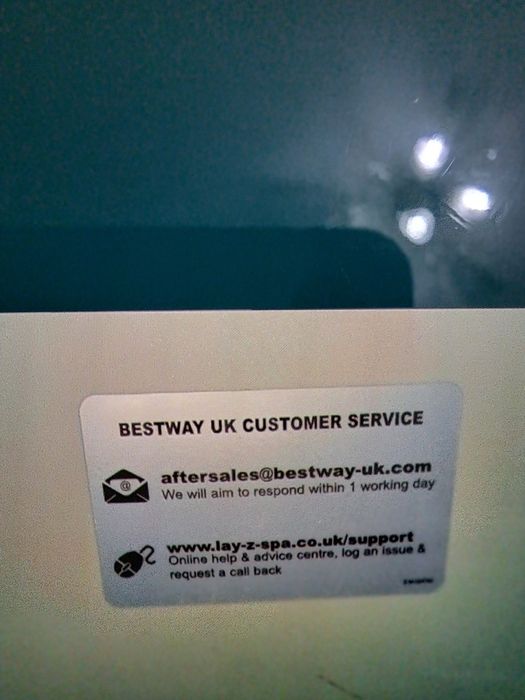 BESTWAY UK CUSTOMER SERVICE
@
aftersales@bestway-uk.com
We will aim to respond within 1 working day
www.lay-z-spa.co.uk/support
Online help & advice centre, log an issue &
request a call back